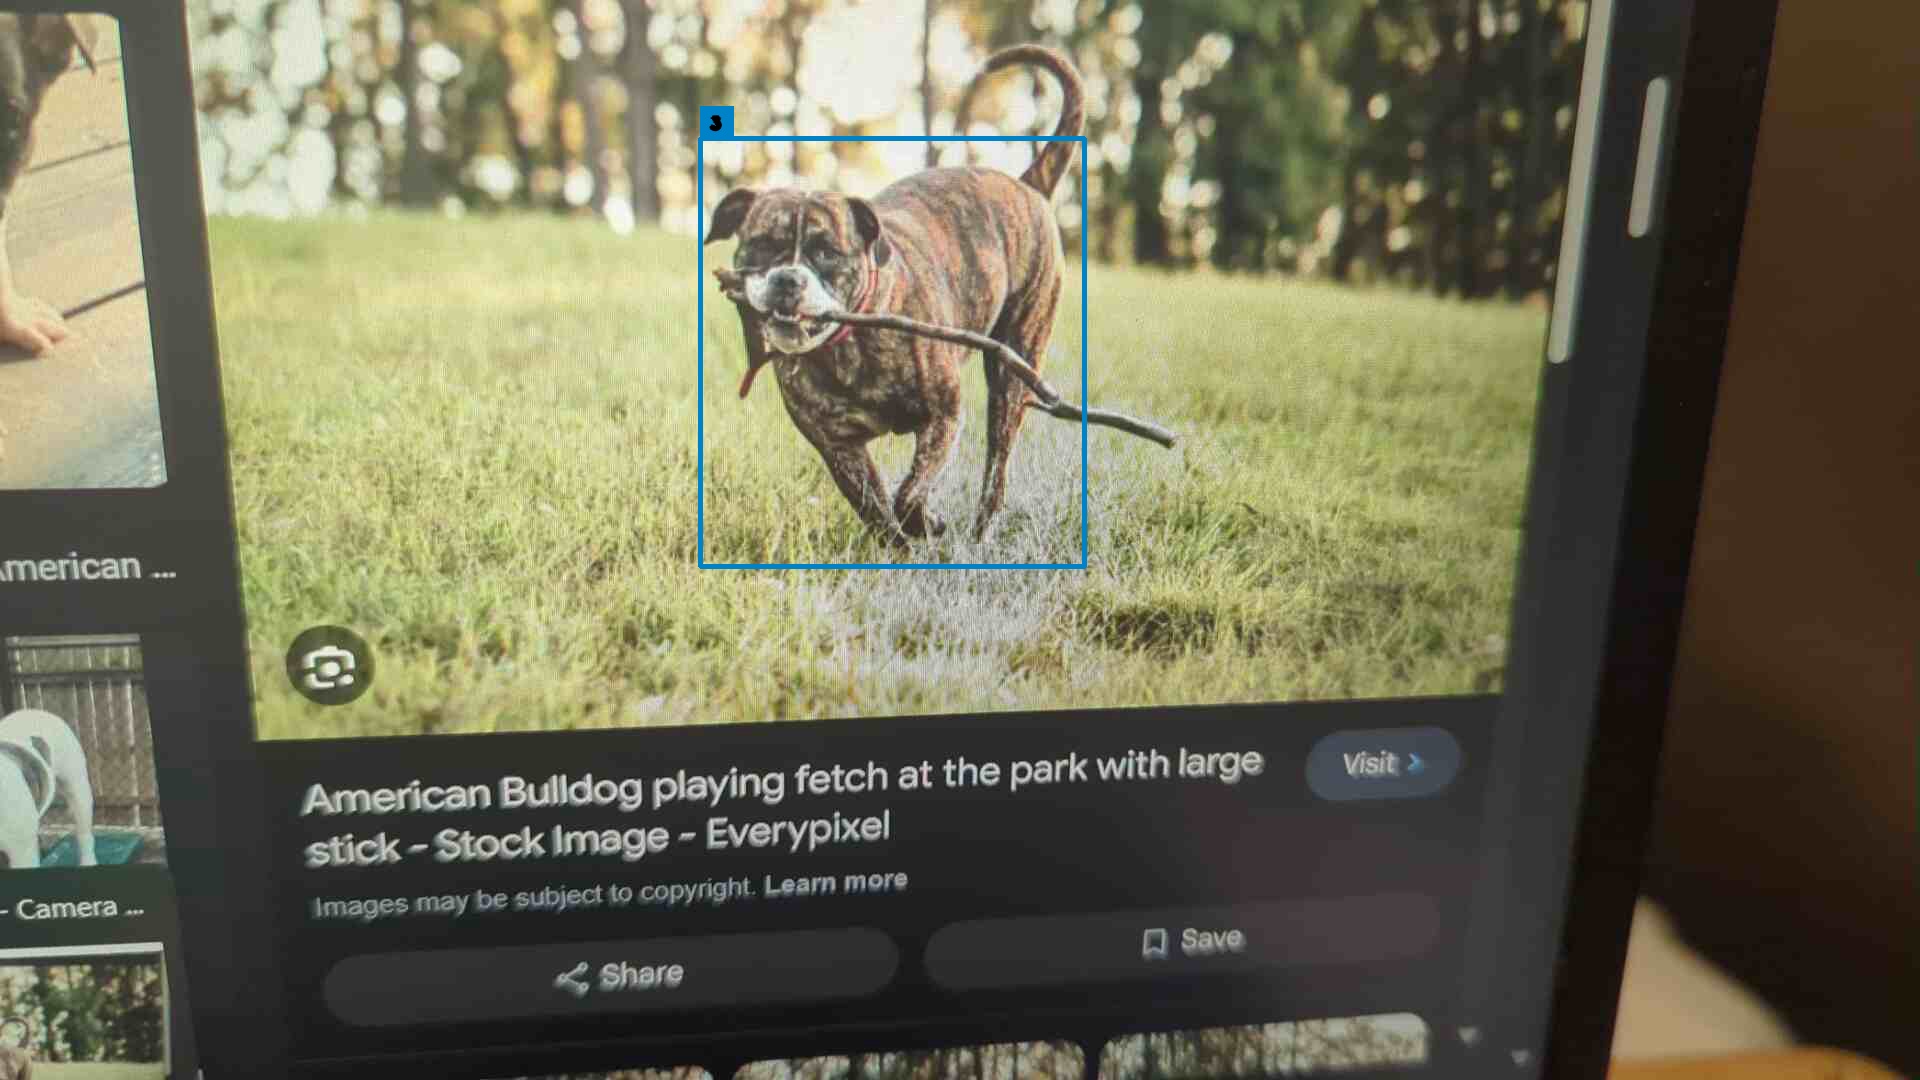 3
American ...
American Bulldog playing fetch at the park with large
stick - Stock Image - Everypixel
Visit
Images may be subject to copyright. Learn more
- Camera ...
Share
Save